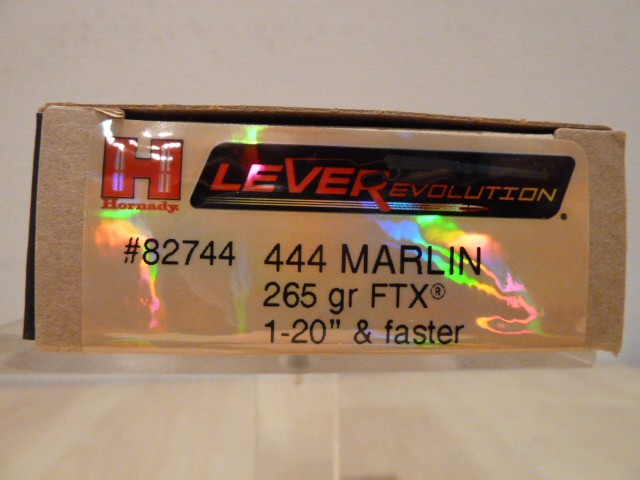 H
Hornady.
LEVERevolution®
#82744 444 MARLIN
265 gr FTX®
1-20" & faster